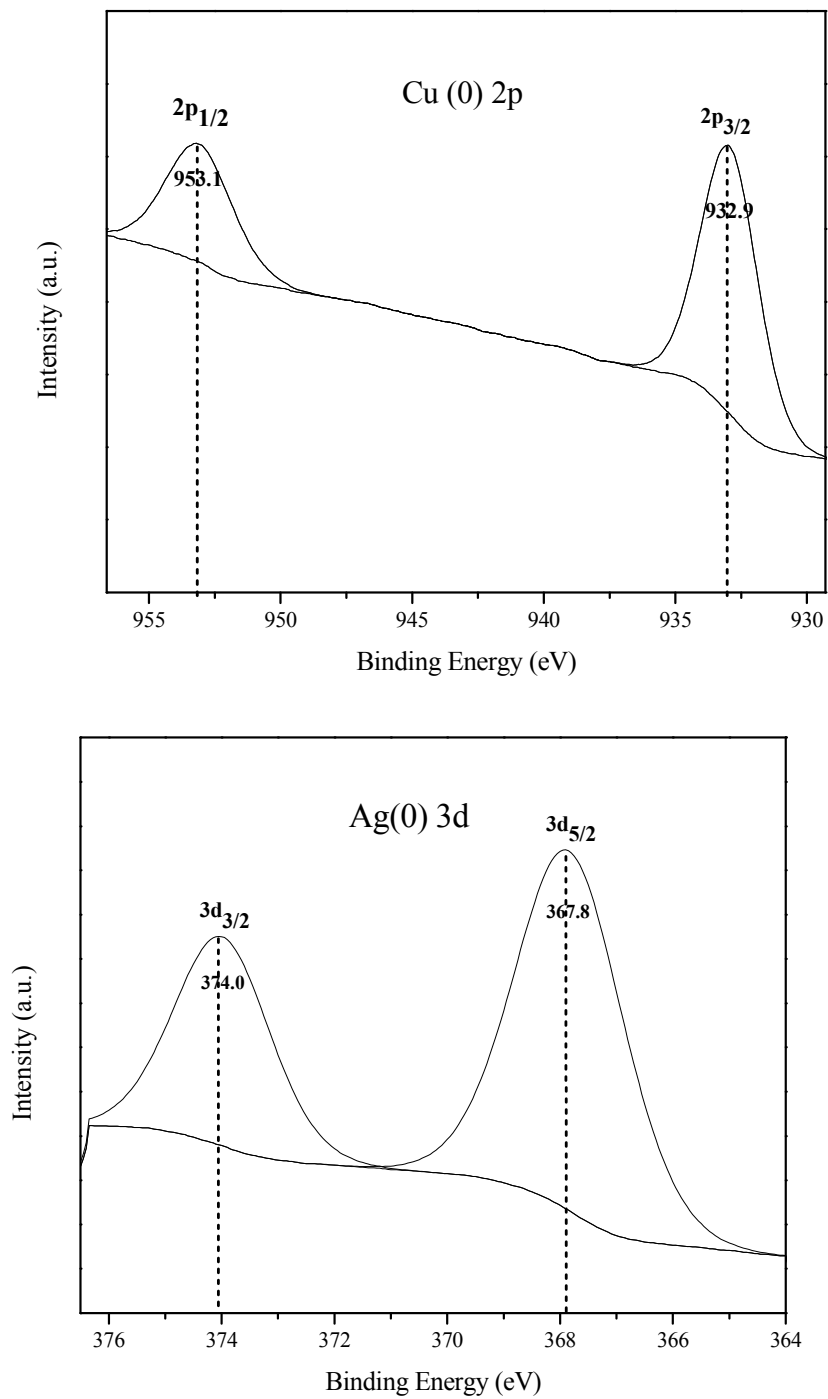 Cu (0) 2p
2p1/2
2p3/2
953.1
932.9
Intensity (a.u.)
955 950 945 940 935 930
Binding Energy (eV)
Ag(0) 3d
3d5/2
3d3/2
367.8
374.0
Intensity (a.u.)
376 374 372 370 368 366 364
Binding Energy (eV)